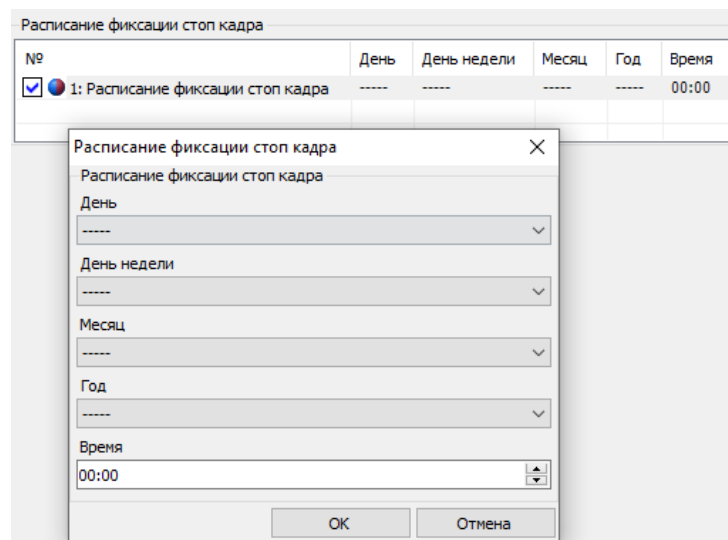 Расписание фиксации стоп кадра
№ День День недели Месяц Год Время
1: Расписание фиксации стоп кадра ----- ----- ----- ----- 00:00
Расписание фиксации стоп кадра
Расписание фиксации стоп кадра
День
-----
День недели
-----
Месяц
-----
Год
-----
Время
00:00
OK Отмена